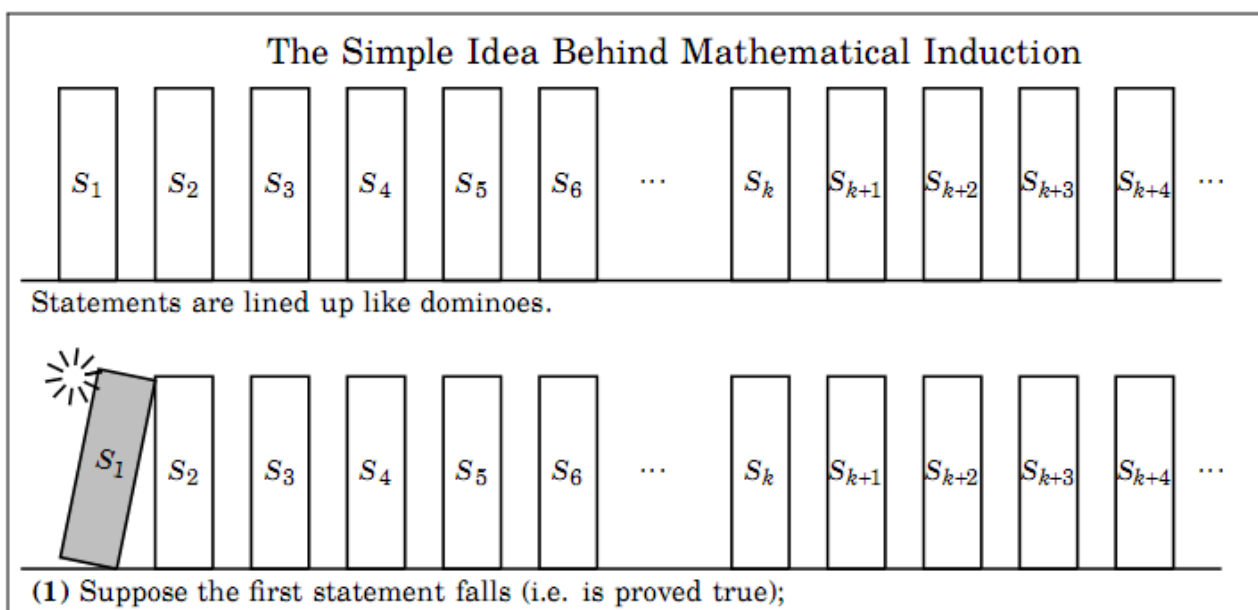 The Simple Idea Behind Mathematical Induction
S₁ S₂ S₃ S₄ S₅ S₆ ⋯ Sₖ Sₖ₊₁ Sₖ₊₂ Sₖ₊₃ Sₖ₊₄ ⋯
Statements are lined up like dominoes.
S₁ S₂ S₃ S₄ S₅ S₆ ⋯ Sₖ Sₖ₊₁ Sₖ₊₂ Sₖ₊₃ Sₖ₊₄ ⋯
(1) Suppose the first statement falls (i.e. is proved true);